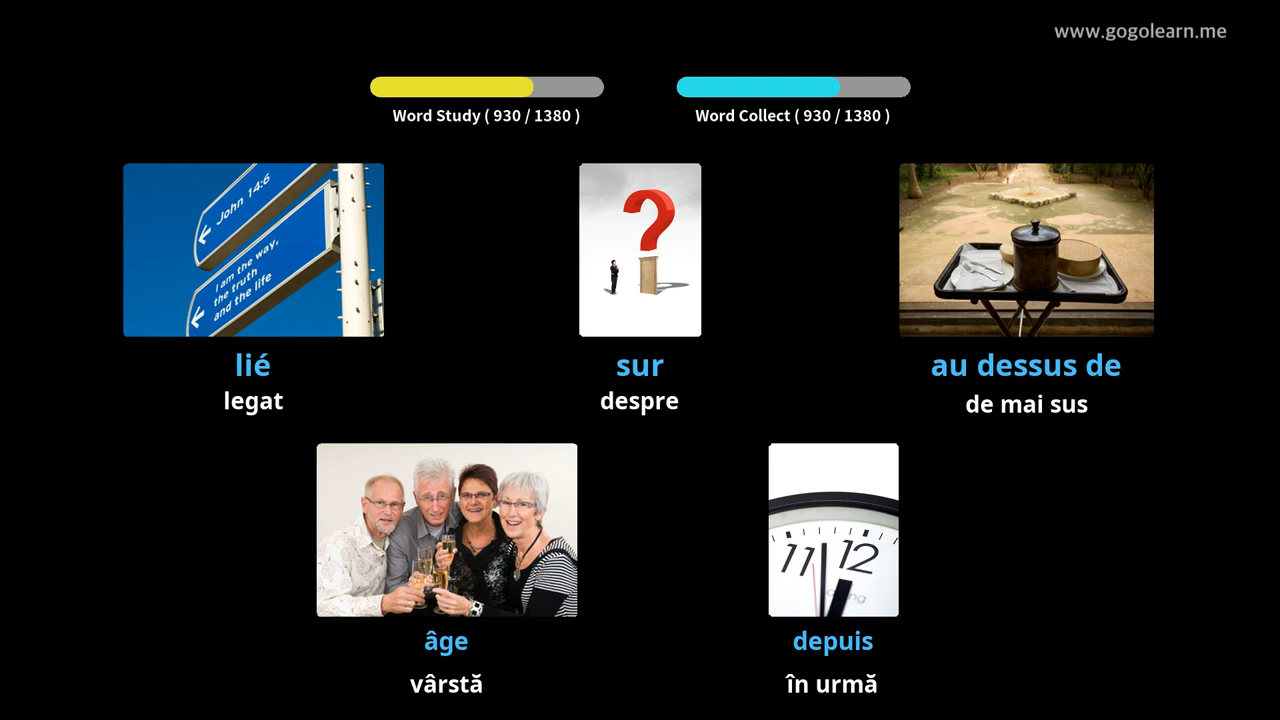 www.gogolearn.me
Word Study ( 930 / 1380 )
Word Collect ( 930 / 1380 )
John 14:6
I am the way,
the truth
and the life
lié
legat
sur
despre
au dessus de
de mai sus
11 12
âge
vârstă
depuis
în urmă